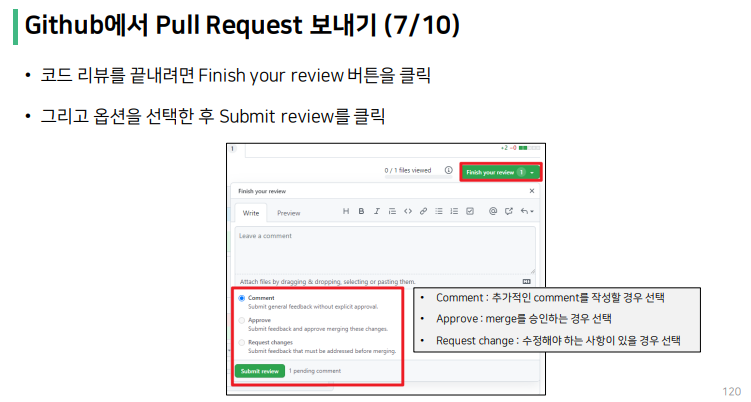 Github에서 Pull Request 보내기 (7/10)
• 코드 리뷰를 끝내려면 Finish your review 버튼을 클릭
• 그리고 옵션을 선택한 후 Submit review를 클릭
1
+2 −0
0 / 1 files viewed
Finish your review 1
Finish your review
Write Preview
H B I
Leave a comment
Attach files by dragging & dropping, selecting or pasting them.
Comment
Submit general feedback without explicit approval.
Approve
Submit feedback and approve merging these changes.
Request changes
Submit feedback that must be addressed before merging.
Submit review 1 pending comment
• Comment : 추가적인 comment를 작성할 경우 선택
• Approve : merge를 승인하는 경우 선택
• Request change : 수정해야 하는 사항이 있을 경우 선택
120